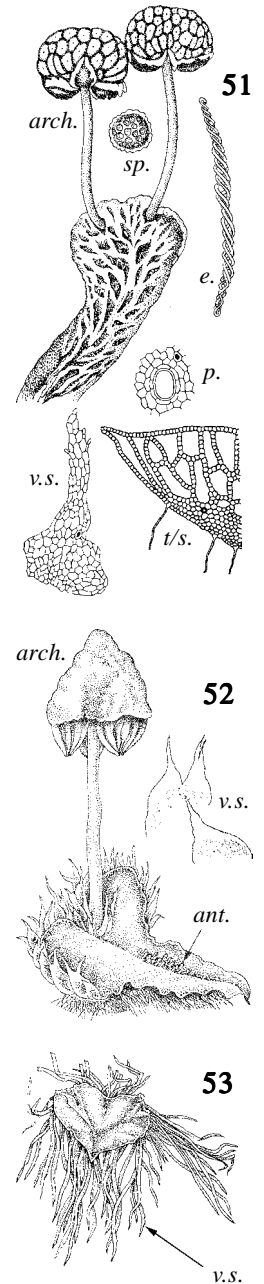 51
arch.
sp.
e.
p.
v.s.
t/s.
arch.
52
v.s.
ant.
53
v.s.